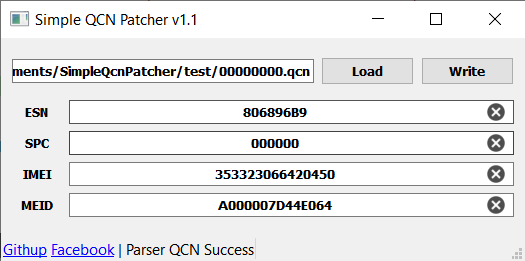 Simple QCN Patcher v1.1
ments/SimpleQcnPatcher/test/00000000.qcn Load Write
ESN 806896B9
SPC 000000
IMEI 353323066420450
MEID A000007D44E064
Githup Facebook | Parser QCN Success